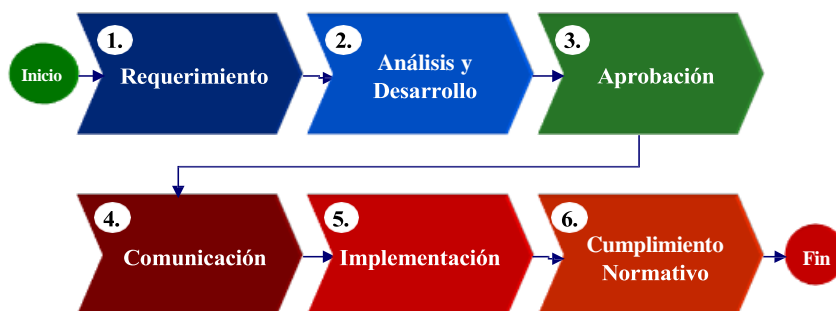 Inicio
1.
Requerimiento
2.
Análisis y
Desarrollo
3.
Aprobación
4.
Comunicación
5.
Implementación
6.
Cumplimiento
Normativo
Fin